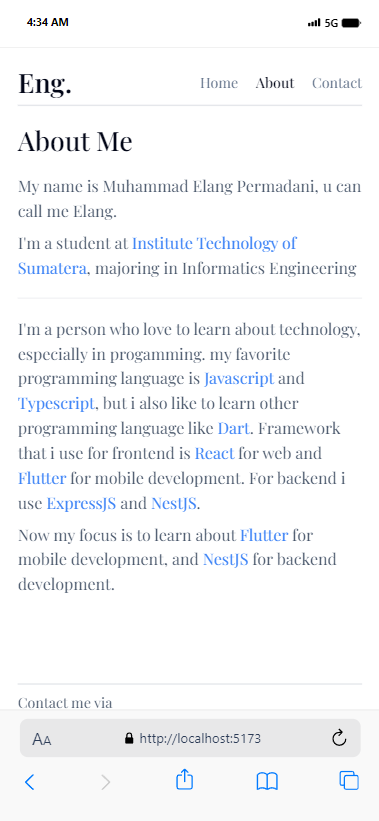 4:34 AM 5G
Eng. Home About Contact
About Me
My name is Muhammad Elang Permadani, u can
call me Elang.
I'm a student at Institute Technology of
Sumatera, majoring in Informatics Engineering
I'm a person who love to learn about technology,
especially in progamming. my favorite
programming language is Javascript and
Typescript, but i also like to learn other
programming language like Dart. Framework
that i use for frontend is React for web and
Flutter for mobile development. For backend i
use ExpressJS and NestJS.
Now my focus is to learn about Flutter for
mobile development, and NestJS for backend
development.
Contact me via
AA http://localhost:5173